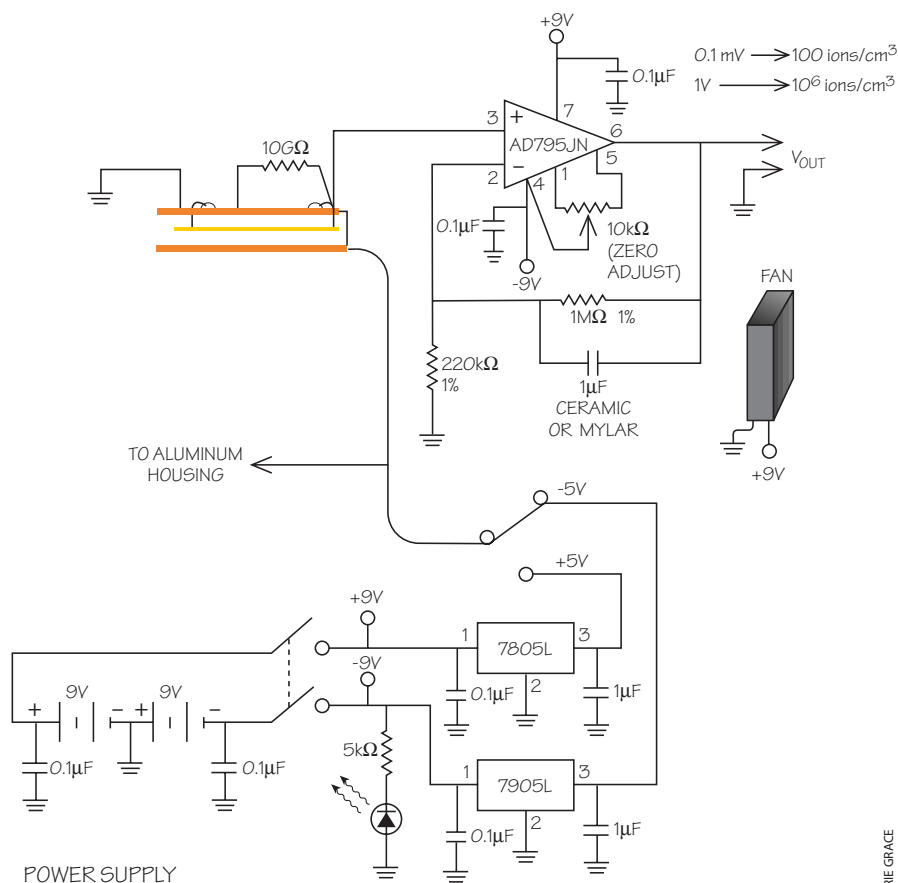 +9V
0.1µF
0.1 mV → 100 ions/cm³
1V → 10⁶ ions/cm³
3
+
7
6
AD795JN
10GΩ
−
2
4
1
5
VOUT
0.1µF
10kΩ
(ZERO
ADJUST)
-9V
FAN
1MΩ 1%
220kΩ
1%
1µF
CERAMIC
OR MYLAR
+9V
TO ALUMINUM
HOUSING
-5V
+5V
+9V
1
7805L
3
-9V
2
0.1µF
1µF
9V
9V
+
−
+
−
5kΩ
0.1µF
0.1µF
1
7905L
3
2
0.1µF
1µF
POWER SUPPLY
RIE GRACE